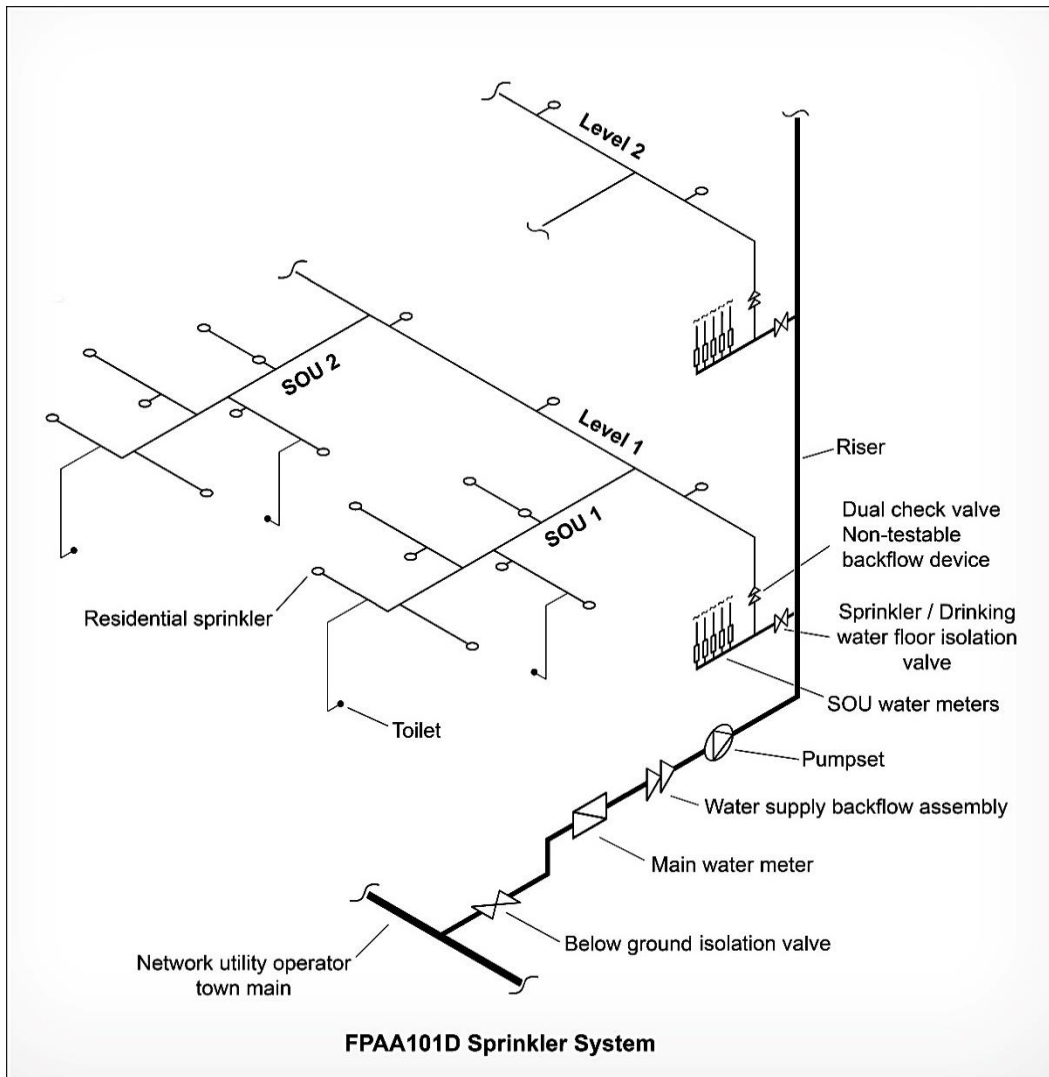 Level 2
SOU 2
Level 1
Riser
Dual check valve
Non-testable
backflow device
SOU 1
Residential sprinkler
Sprinkler / Drinking
water floor isolation
valve
SOU water meters
Toilet
Pumpset
Water supply backflow assembly
Main water meter
Below ground isolation valve
Network utility operator
town main
FPAA101D Sprinkler System